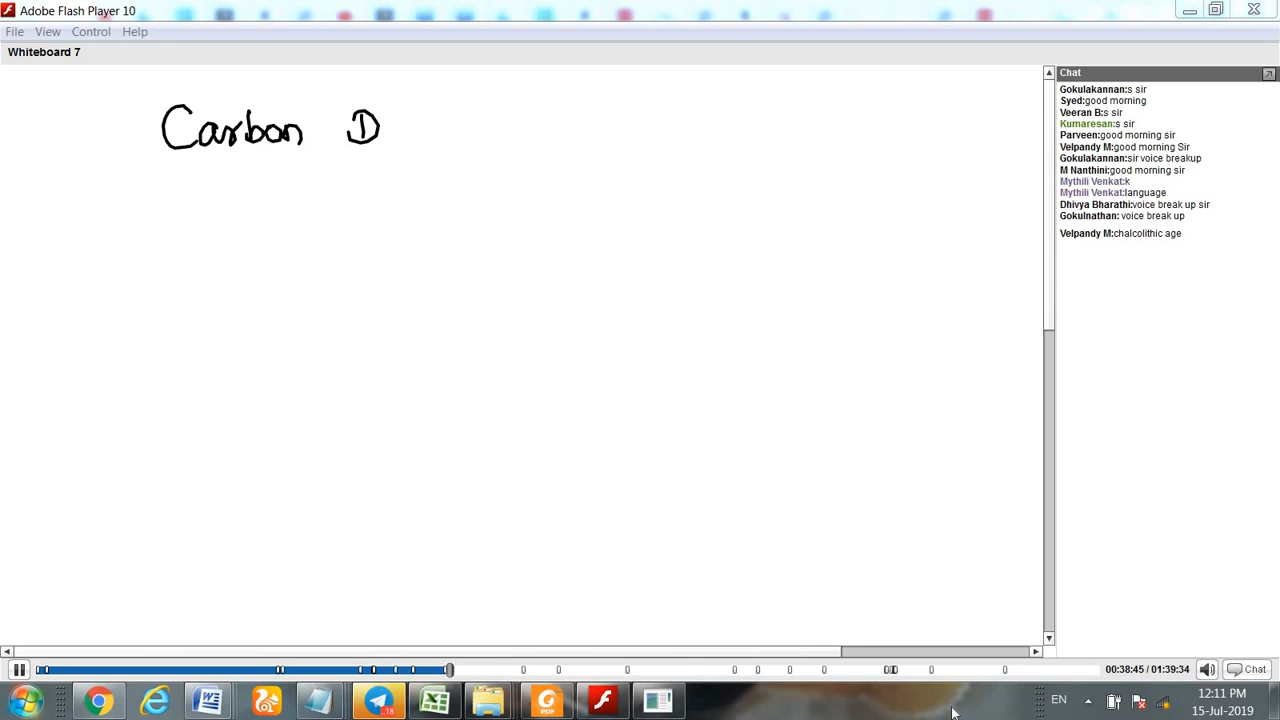 Adobe Flash Player 10
File View Control Help
Whiteboard 7
Carbon D
Chat
Gokulakannan:s sir
Syed:good morning
Veeran B:s sir
Kumaresan:s sir
Parveen:good morning sir
Velpandy M:good morning Sir
Gokulakannan:sir voice breakup
M Nanthini:good morning sir
Mythili Venkat:k
Mythili Venkat:language
Dhivya Bharathi:voice break up sir
Gokulnathan: voice break up
Velpandy M:chalcolithic age
00:38:45 / 01:39:34 Chat
18
PDF
EN
12:11 PM
15-Jul-2019